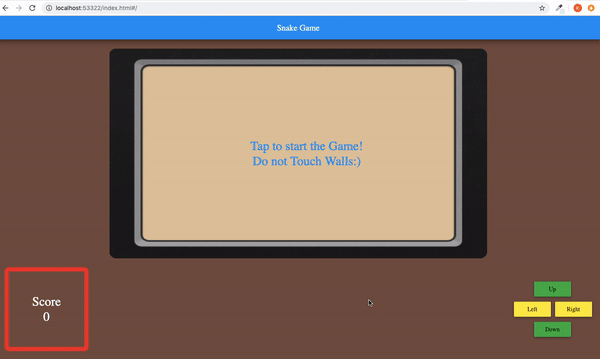 localhost:53322/index.html#/
Snake Game
Tap to start the Game!
Do not Touch Walls:)
Score
0
Up
Left
Right
Down